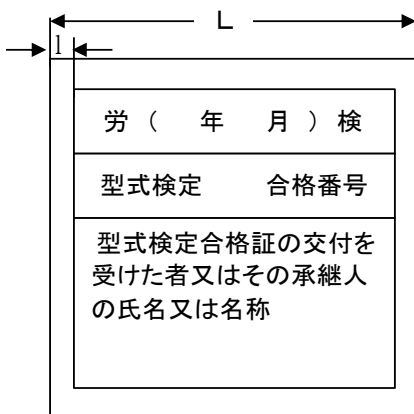 L
l
労（　年　月）検
型式検定　合格番号
型式検定合格証の交付を
受けた者又はその承継人
の氏名又は名称